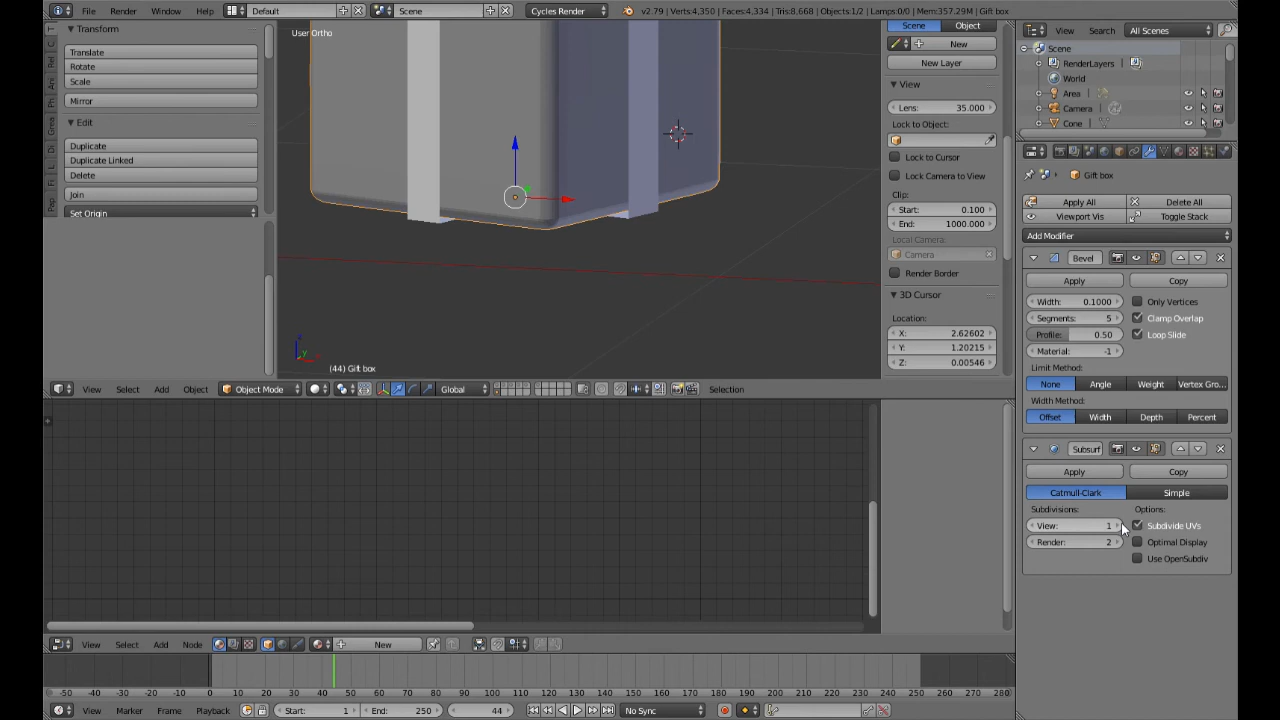 File Render Window Help Default Scene Cycles Render v2.79 | Verts:4,350 | Faces:4,334 | Tris:8,668 | Objects:1/2 | Lamps:0/0 | Mem:357.29M | Gift box
Transform
Translate
Rotate
Scale
Mirror
Edit
Duplicate
Duplicate Linked
Delete
Join
Set Origin
User Ortho
(44) Gift box
View Select Add Object Object Mode Global Selection
Scene Object
New
New Layer
View
Lens: 35.000
Lock to Object:
Lock to Cursor
Lock Camera to View
Clip:
Start: 0.100
End: 1000.000
Local Camera:
Camera
Render Border
3D Cursor
Location:
X: 2.62602
Y: 1.20215
Z: 0.00546
View Search All Scenes
Scene
RenderLayers
World
Area
Camera
Cone
Gift box
Apply All Delete All
Viewport Vis Toggle Stack
Add Modifier
Bevel
Apply Copy
Width: 0.1000 Only Vertices
Segments: 5 Clamp Overlap
Profile: 0.50 Loop Slide
Material: -1
Limit Method:
None Angle Weight Vertex Gro...
Width Method:
Offset Width Depth Percent
Subsurf
Apply Copy
Catmull-Clark Simple
Subdivisions: Options:
View: 1 Subdivide UVs
Render: 2 Optimal Display
Use OpenSubdiv
View Select Add Node New
-50 -40 -30 -20 -10 0 10 20 30 40 50 60 70 80 90 100 110 120 130 140 150 160 170 180 190 200 210 220 230 240 250 260 270 280
View Marker Frame Playback Start: 1 End: 250 44 No Sync